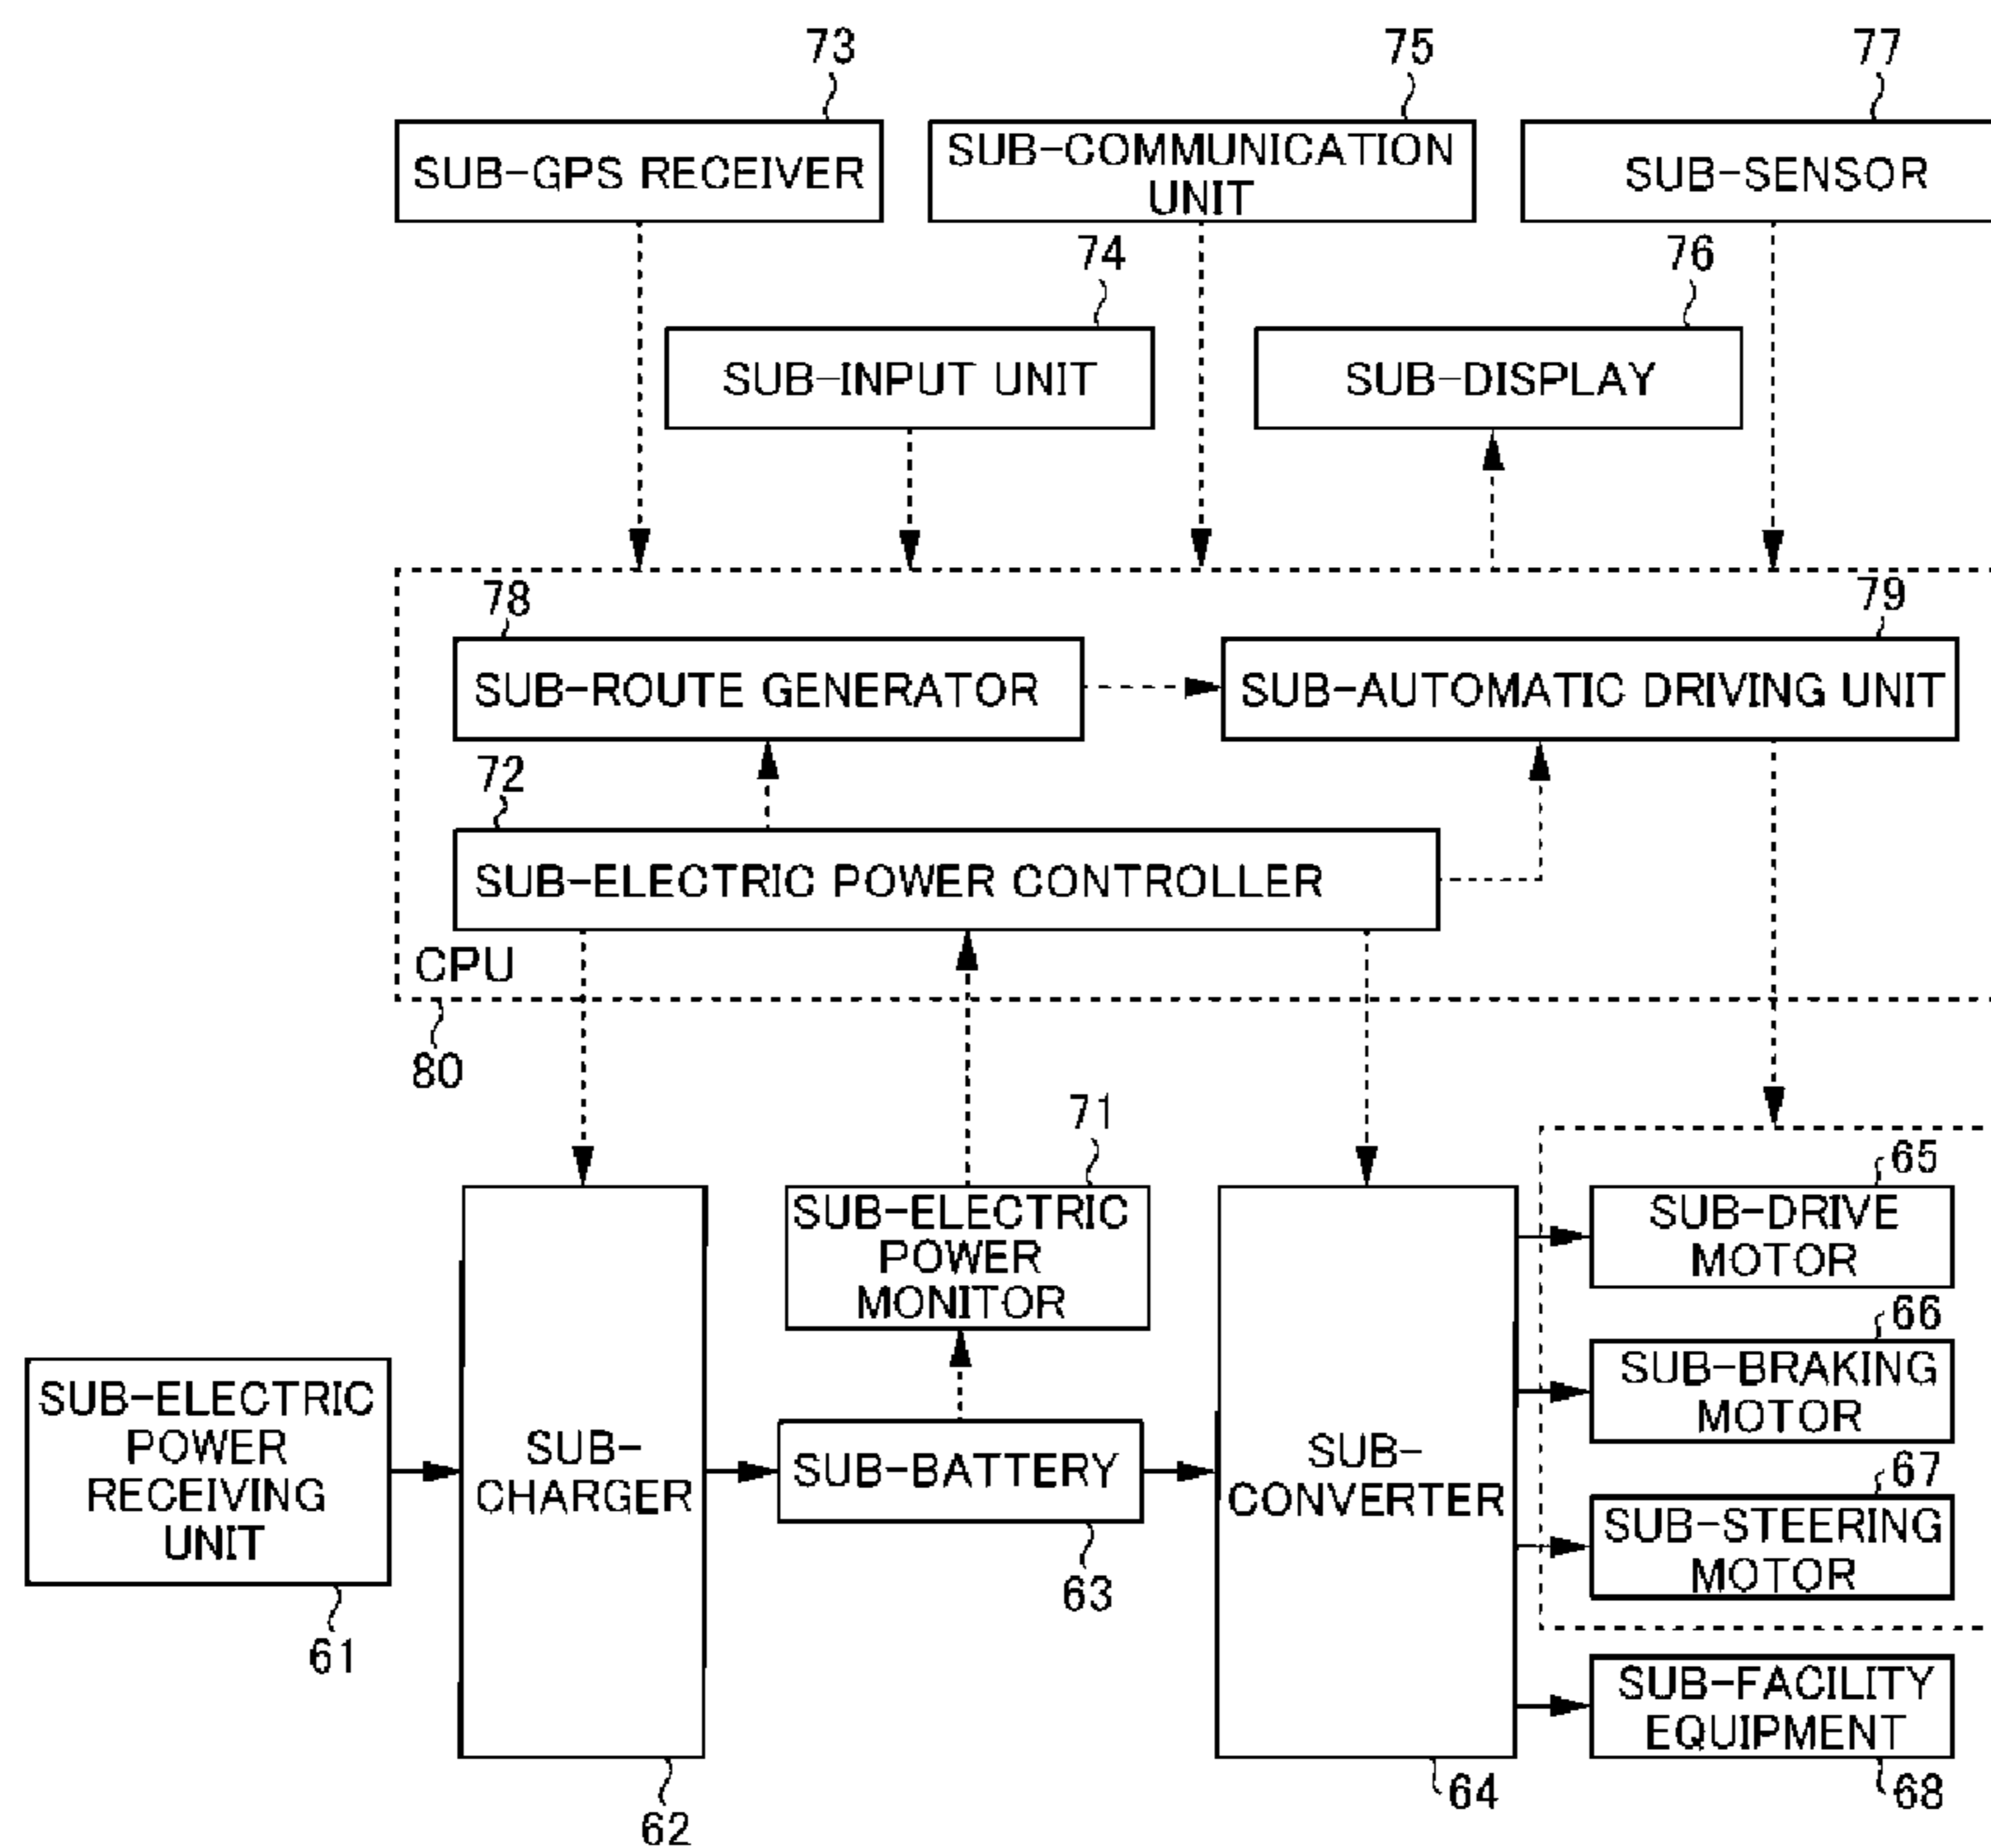 73
75
77
SUB-GPS RECEIVER
SUB-COMMUNICATION
UNIT
SUB-SENSOR
74
76
SUB-INPUT UNIT
SUB-DISPLAY
78
79
SUB-ROUTE GENERATOR
SUB-AUTOMATIC DRIVING UNIT
72
SUB-ELECTRIC POWER CONTROLLER
CPU
80
71
65
SUB-ELECTRIC
POWER
MONITOR
SUB-DRIVE
MOTOR
66
SUB-ELECTRIC
POWER
RECEIVING
UNIT
SUB-
CHARGER
SUB-BATTERY
SUB-
CONVERTER
SUB-BRAKING
MOTOR
67
SUB-STEERING
MOTOR
63
61
SUB-FACILITY
EQUIPMENT
62
64
68